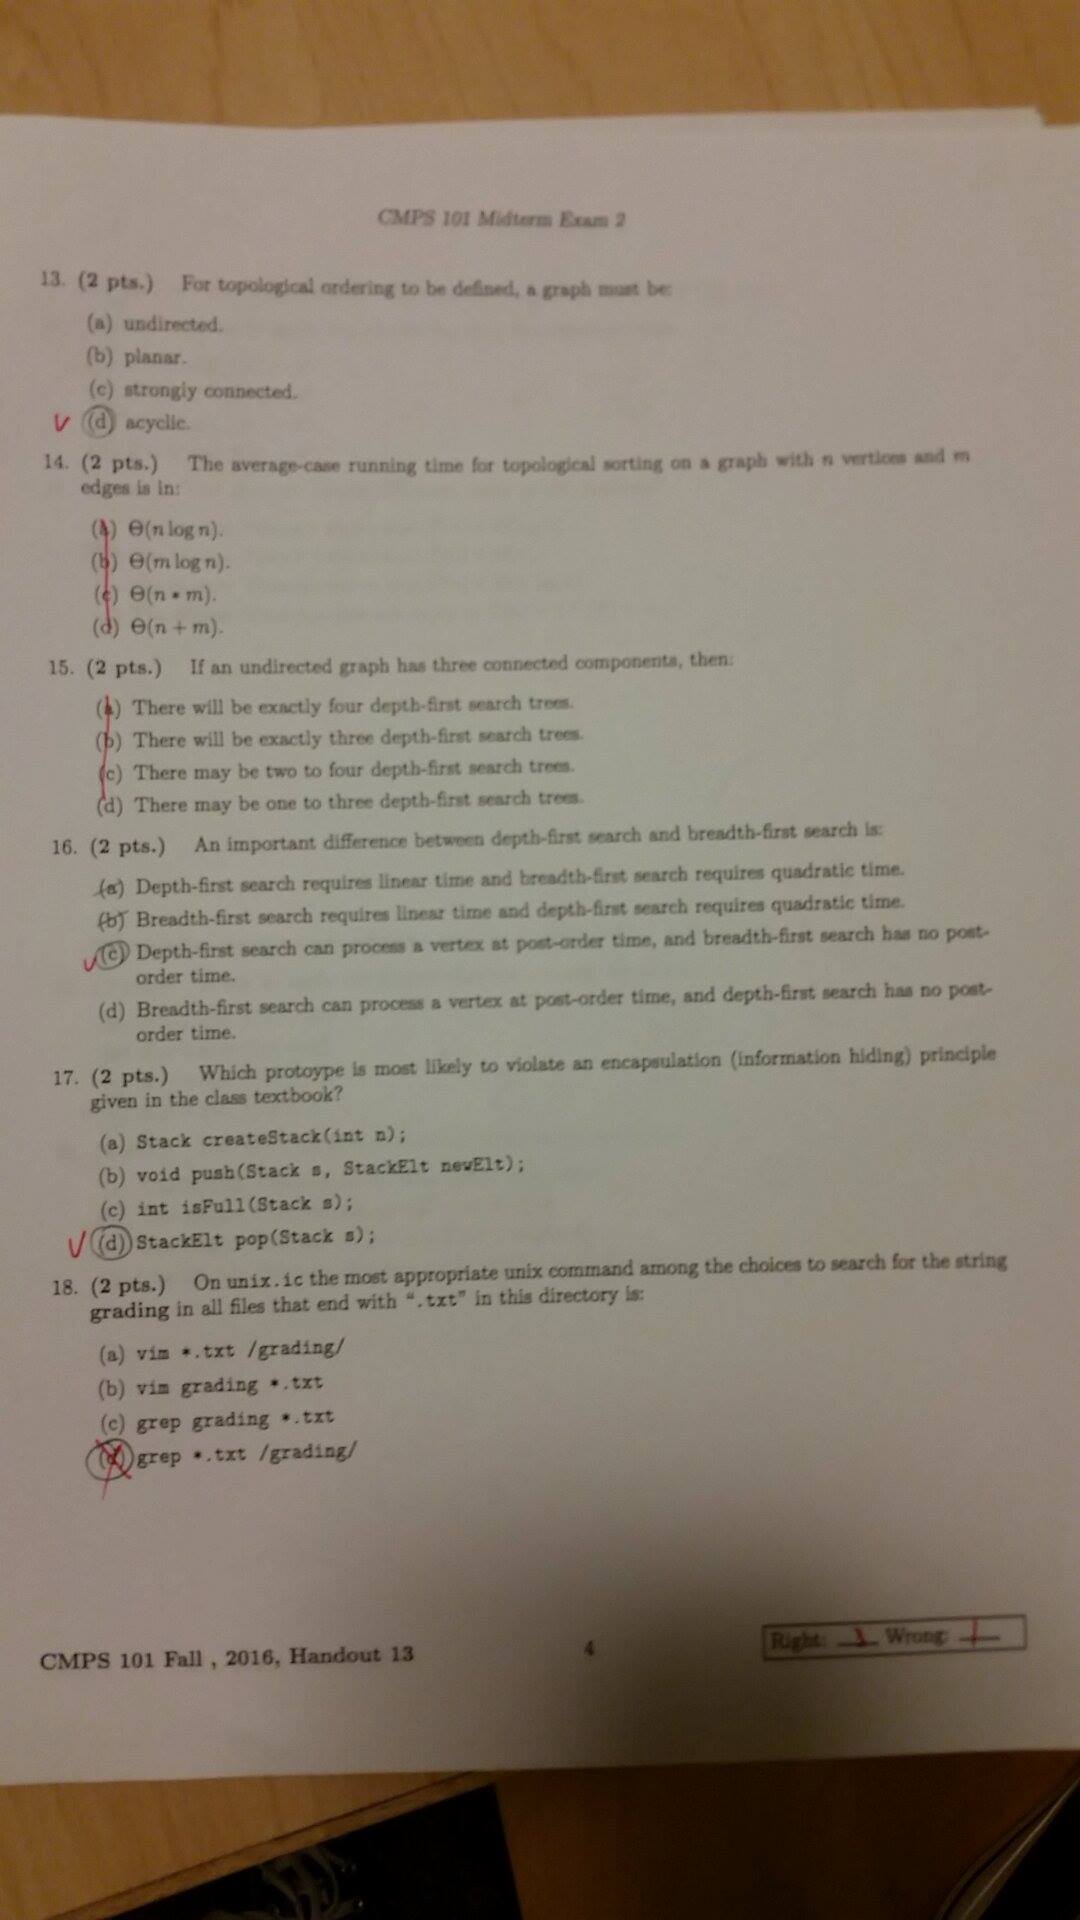 CMPS 101 Midterm Exam 2
13. (2 pts.) For topological ordering to be defined, a graph must be:
(a) undirected.
(b) planar.
(c) strongly connected.
(d) acyclic.
14. (2 pts.) The average-case running time for topological sorting on a graph with n vertices and m
edges is in:
(a) Θ(n log n).
(b) Θ(m log n).
(c) Θ(n * m).
(d) Θ(n + m).
15. (2 pts.) If an undirected graph has three connected components, then:
(a) There will be exactly four depth-first search trees.
(b) There will be exactly three depth-first search trees.
(c) There may be two to four depth-first search trees.
(d) There may be one to three depth-first search trees.
16. (2 pts.) An important difference between depth-first search and breadth-first search is:
(a) Depth-first search requires linear time and breadth-first search requires quadratic time.
(b) Breadth-first search requires linear time and depth-first search requires quadratic time.
(c) Depth-first search can process a vertex at post-order time, and breadth-first search has no post-
order time.
(d) Breadth-first search can process a vertex at post-order time, and depth-first search has no post-
order time.
17. (2 pts.) Which protoype is most likely to violate an encapsulation (information hiding) principle
given in the class textbook?
(a) Stack createStack(int n);
(b) void push(Stack s, StackElt newElt);
(c) int isFull(Stack s);
(d) StackElt pop(Stack s);
18. (2 pts.) On unix.ic the most appropriate unix command among the choices to search for the string
grading in all files that end with ".txt" in this directory is:
(a) vim *.txt /grading/
(b) vim grading *.txt
(c) grep grading *.txt
(d) grep *.txt /grading/
CMPS 101 Fall , 2016, Handout 13 4 Right: Wrong: 1